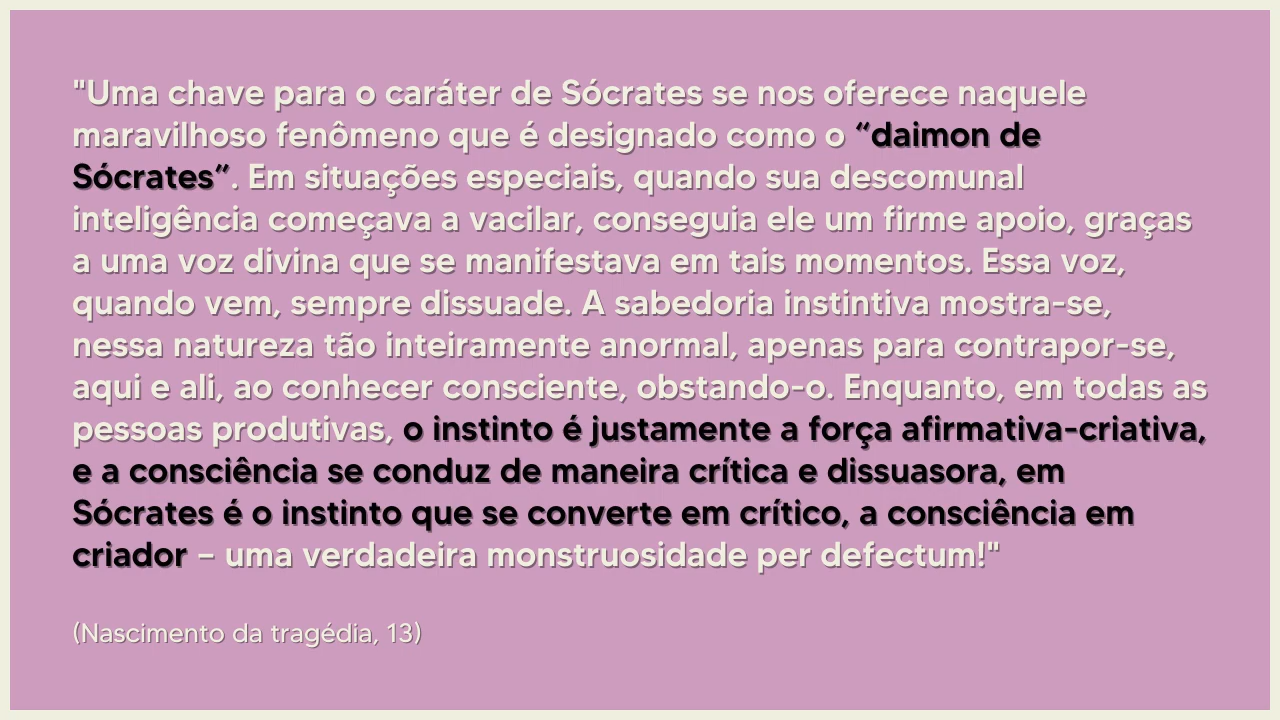 "Uma chave para o caráter de Sócrates se nos oferece naquele
maravilhoso fenômeno que é designado como o “daimon de
Sócrates”. Em situações especiais, quando sua descomunal
inteligência começava a vacilar, conseguia ele um firme apoio, graças
a uma voz divina que se manifestava em tais momentos. Essa voz,
quando vem, sempre dissuade. A sabedoria instintiva mostra-se,
nessa natureza tão inteiramente anormal, apenas para contrapor-se,
aqui e ali, ao conhecer consciente, obstando-o. Enquanto, em todas as
pessoas produtivas, o instinto é justamente a força afirmativa-criativa,
e a consciência se conduz de maneira crítica e dissuasora, em
Sócrates é o instinto que se converte em crítico, a consciência em
criador – uma verdadeira monstruosidade per defectum!"
(Nascimento da tragédia, 13)